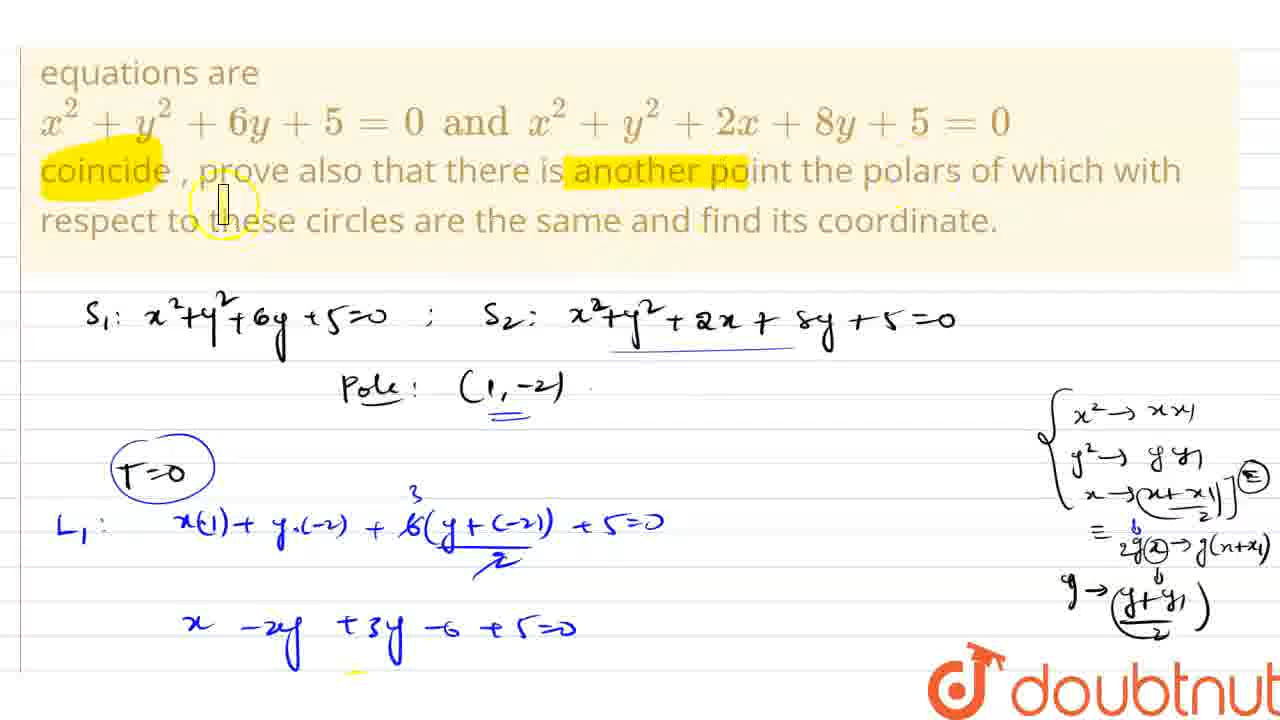 equations are
x² + y² + 6y + 5 = 0 and x² + y² + 2x + 8y + 5 = 0
coincide , prove also that there is another point the polars of which with
respect to these circles are the same and find its coordinate.
S₁: x²+y²+6y+5=0 ; S₂: x²+y²+2x+8y+5=0
Pole: (1,-2)
x² → xx₁
T=0
y² → yy₁
x → (x+x₁)/2]
L₁: x(1)+ y.(-2) + 6(y+(-2))/2 +5=0
3
= 2g(x) → g(x+x₁)
y → (y+y₁)/2
x -2y +3y -6 +5=0
doubtnut